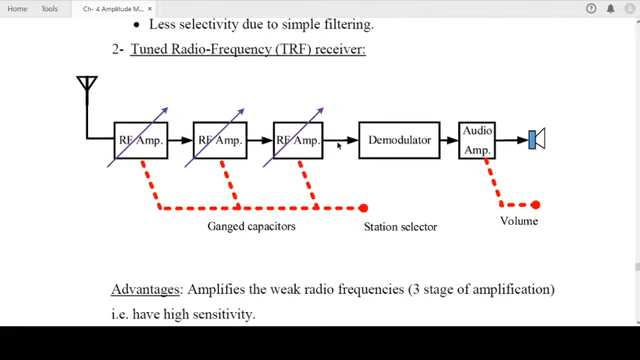 Home Tools Ch- 4 Amplitude M... ×
• Less selectivity due to simple filtering.
2- Tuned Radio-Frequency (TRF) receiver:
RF Amp. RF Amp. RF Amp. Demodulator Audio Amp.
Ganged capacitors Station selector Volume
Advantages: Amplifies the weak radio frequencies (3 stage of amplification)
i.e. have high sensitivity.